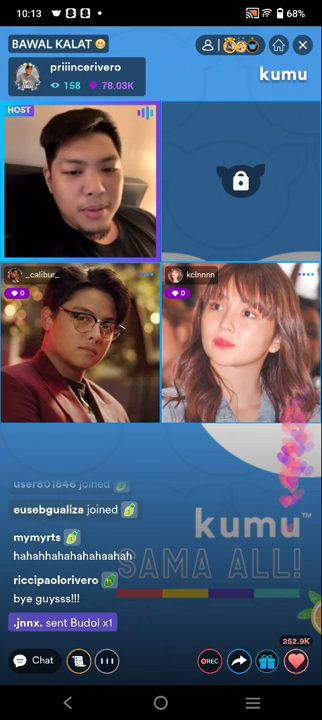 10:13
68%
BAWAL KALAT
priiincerivero
158
78.03K
kumu
HOST
_calibur_
0
kclnnnn
0
user801846 joined
eusebgualiza joined
kumu™
mymyrts
hahahhahahahahaahah
SAMA ALL!
riccipaolorivero
bye guysss!!!
.jnnx. sent Budol x1
252.9K
Chat
REC